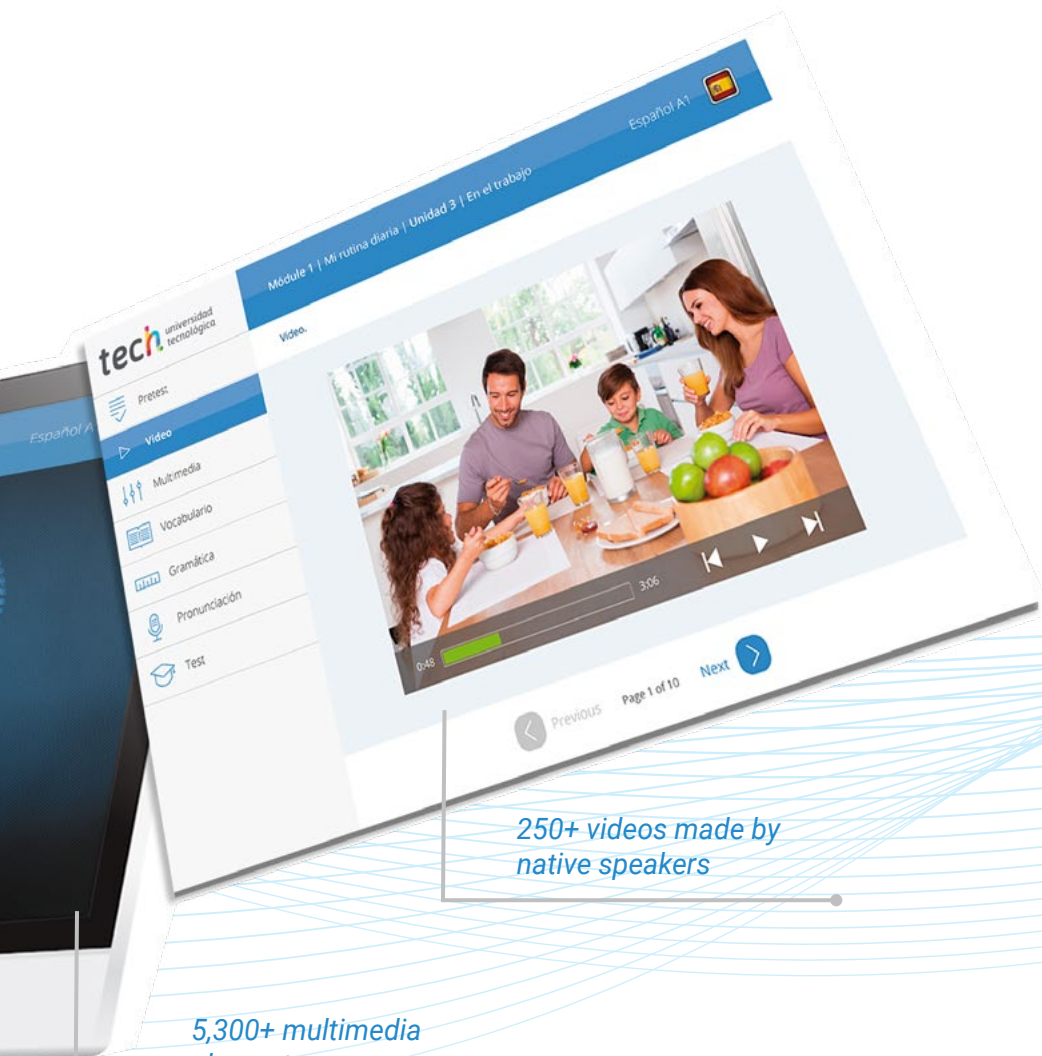 Español A1
Módule 1 | Mi rutina diaria | Unidad 3 | En el trabajo
tech universidad
tecnológica
Video.
Pretest
Video
Multimedia
Vocabulario
Gramática
Pronunciación
Test
0:48
3:06
Previous
Page 1 of 10
Next
Español A
250+ videos made by
native speakers
5,300+ multimedia